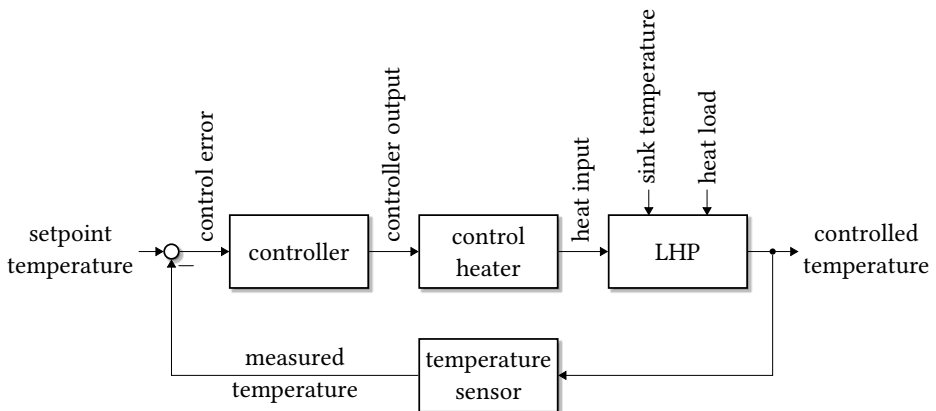 control error
controller output
heat input
sink temperature
heat load
setpoint
temperature
−
controller
control
heater
LHP
controlled
temperature
measured
temperature
temperature
sensor